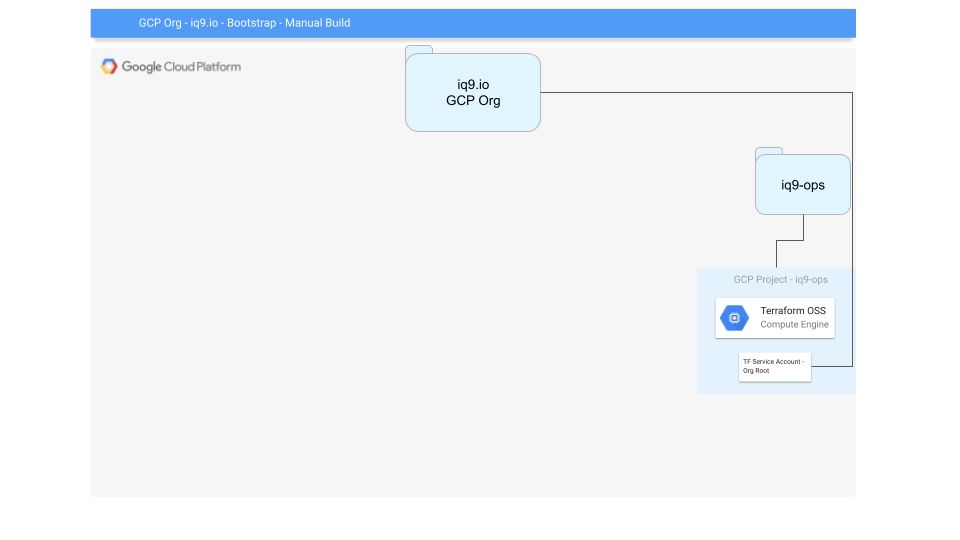 GCP Org - iq9.io - Bootstrap - Manual Build
Google Cloud Platform
iq9.io
GCP Org
iq9-ops
GCP Project - iq9-ops
Terraform OSS
Compute Engine
TF Service Account -
Org Root